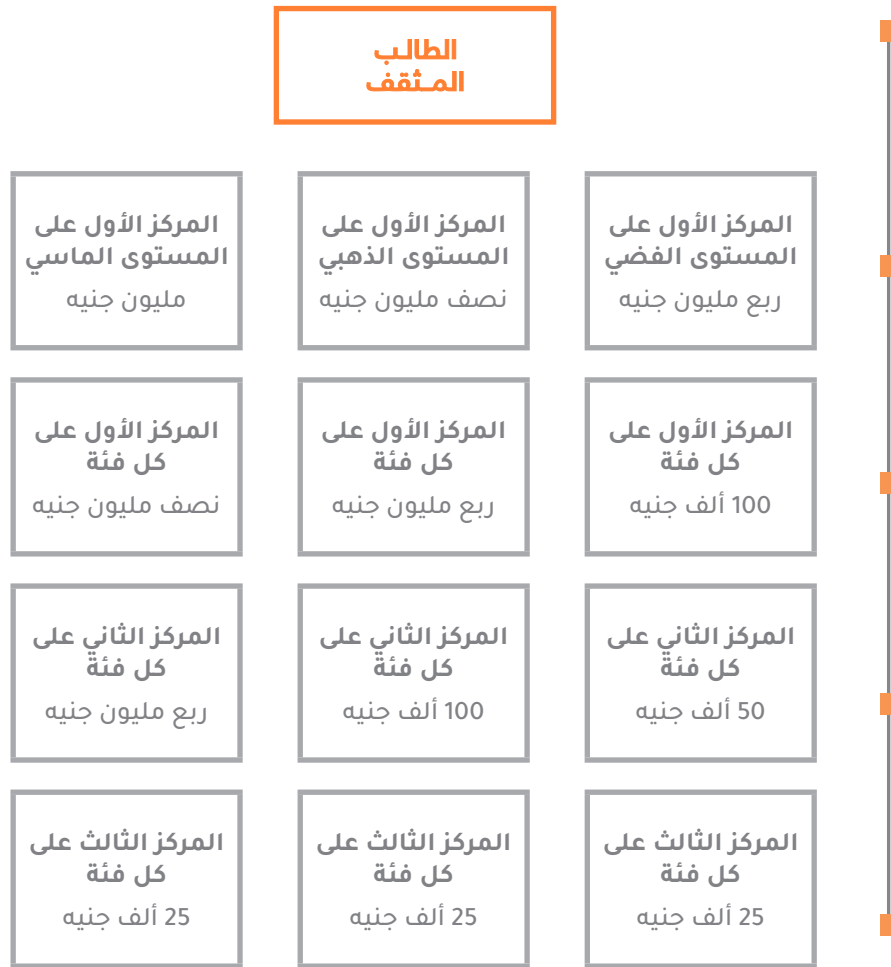 الطالب
المثقف
المركز الأول على
المستوى الفضي
ربع مليون جنيه
المركز الأول على
المستوى الذهبي
نصف مليون جنيه
المركز الأول على
المستوى الماسي
مليون جنيه
المركز الأول على
كل فئة
100 ألف جنيه
المركز الأول على
كل فئة
ربع مليون جنيه
المركز الأول على
كل فئة
نصف مليون جنيه
المركز الثاني على
كل فئة
50 ألف جنيه
المركز الثاني على
كل فئة
100 ألف جنيه
المركز الثاني على
كل فئة
ربع مليون جنيه
المركز الثالث على
كل فئة
25 ألف جنيه
المركز الثالث على
كل فئة
25 ألف جنيه
المركز الثالث على
كل فئة
25 ألف جنيه